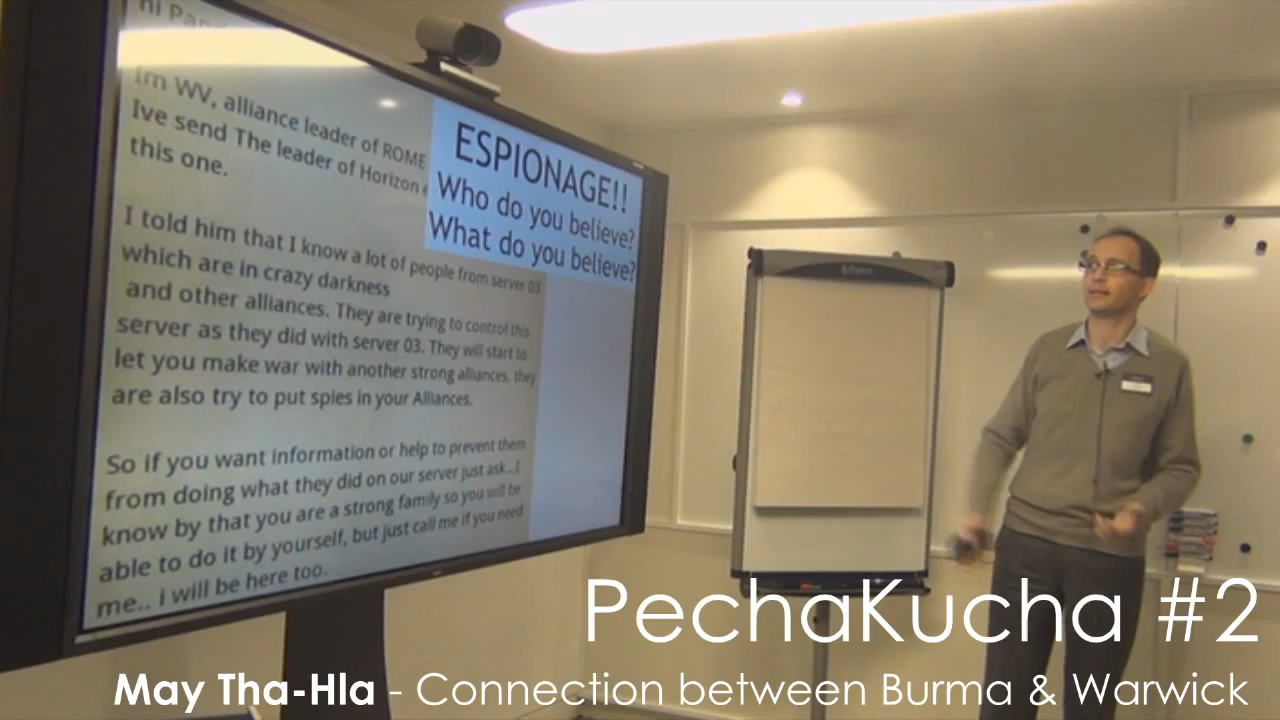 hi
Im WV, alliance leader of ROME
Ive send The leader of Horizon
this one.
I told him that I know a lot of people from server 03
which are in crazy darkness
and other alliances. They are trying to control this
server as they did with server 03. They will start to
let you make war with another strong alliances. they
are also try to put spies in your Alliances.
So if you want information or help to prevent them
from doing what they did on our server just ask...I
know by that you are a strong family so you will be
able to do it by yourself, but just call me if you need
me.. i will be here too.
ESPIONAGE!!
Who do you believe?
What do you believe?
PechaKucha #2
May Tha-Hla - Connection between Burma & Warwick